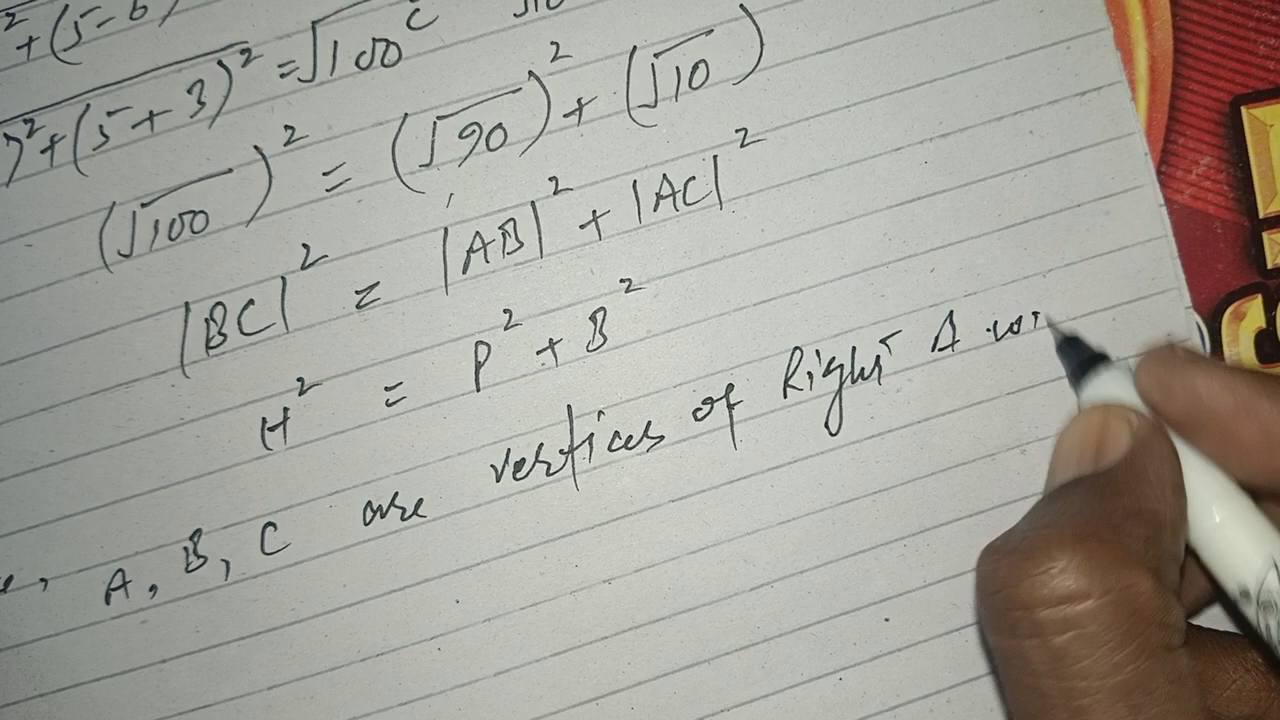 ²+(5-6)
)²+(5+3)² = √100
(√100)² = (√90)² + (√10)
|BC|² = |AB|² + |AC|²
H² = P² + B²
, A, B, C are vertices of Right Δ